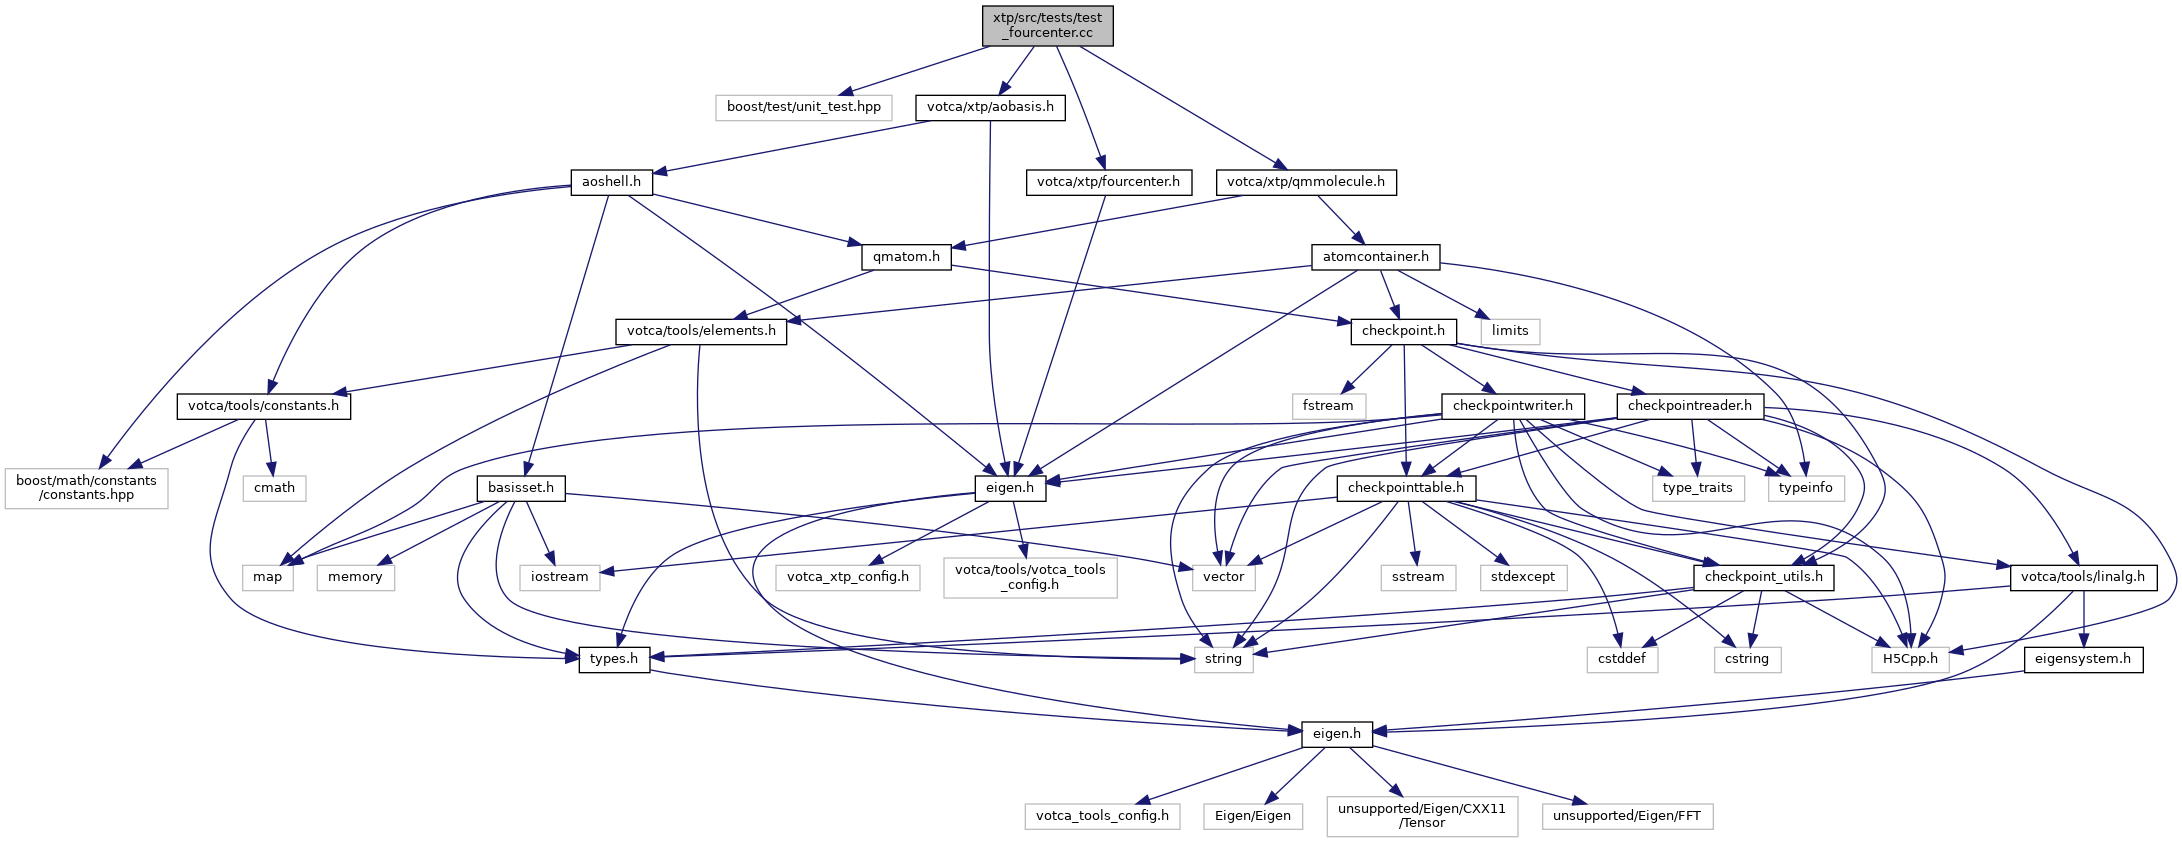 xtp/src/tests/test
_fourcenter.cc
boost/test/unit_test.hpp
votca/xtp/aobasis.h
aoshell.h
votca/xtp/fourcenter.h
votca/xtp/qmmolecule.h
qmatom.h
atomcontainer.h
votca/tools/elements.h
checkpoint.h
limits
votca/tools/constants.h
fstream
checkpointwriter.h
checkpointreader.h
boost/math/constants
/constants.hpp
cmath
basisset.h
eigen.h
checkpointtable.h
type_traits
typeinfo
map
memory
iostream
votca_xtp_config.h
votca/tools/votca_tools
_config.h
vector
sstream
stdexcept
checkpoint_utils.h
votca/tools/linalg.h
types.h
string
cstddef
cstring
H5Cpp.h
eigensystem.h
eigen.h
votca_tools_config.h
Eigen/Eigen
unsupported/Eigen/CXX11
/Tensor
unsupported/Eigen/FFT